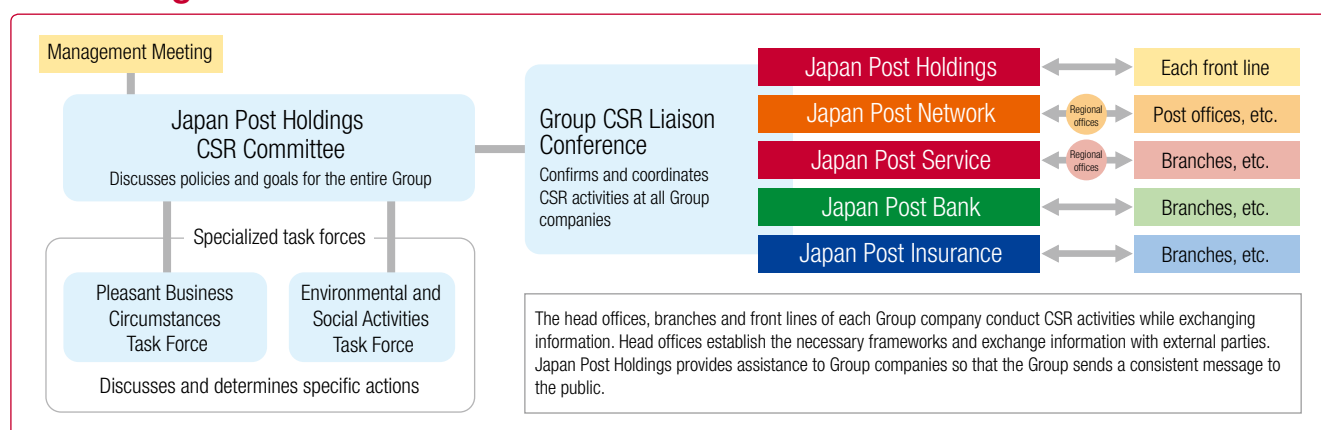 Management Meeting
Japan Post Holdings
CSR Committee
Discusses policies and goals for the entire Group
Specialized task forces
Pleasant Business
Circumstances
Task Force
Environmental and
Social Activities
Task Force
Discusses and determines specific actions
Group CSR Liaison
Conference
Confirms and coordinates
CSR activities at all Group
companies
Japan Post Holdings
Each front line
Japan Post Network
Regional
offices
Post offices, etc.
Japan Post Service
Regional
offices
Branches, etc.
Japan Post Bank
Branches, etc.
Japan Post Insurance
Branches, etc.
The head offices, branches and front lines of each Group company conduct CSR activities while exchanging
information. Head offices establish the necessary frameworks and exchange information with external parties.
Japan Post Holdings provides assistance to Group companies so that the Group sends a consistent message to
the public.